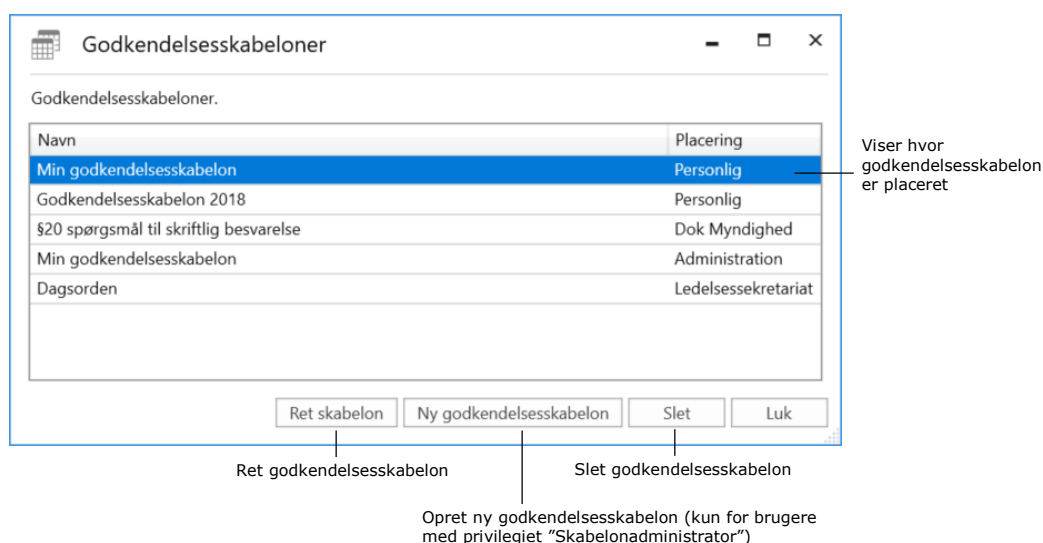 Godkendelsesskabeloner
Godkendelsesskabeloner.
Navn Placering
Min godkendelsesskabelon Personlig
Godkendelsesskabelon 2018 Personlig
§20 spørgsmål til skriftlig besvarelse Dok Myndighed
Min godkendelsesskabelon Administration
Dagsorden Ledelsessekretariat
Viser hvor
godkendelsesskabelon
er placeret
Ret skabelon Ny godkendelsesskabelon Slet Luk
Ret godkendelsesskabelon Slet godkendelsesskabelon
Opret ny godkendelsesskabelon (kun for brugere
med privilegiet ”Skabelonadministrator”)